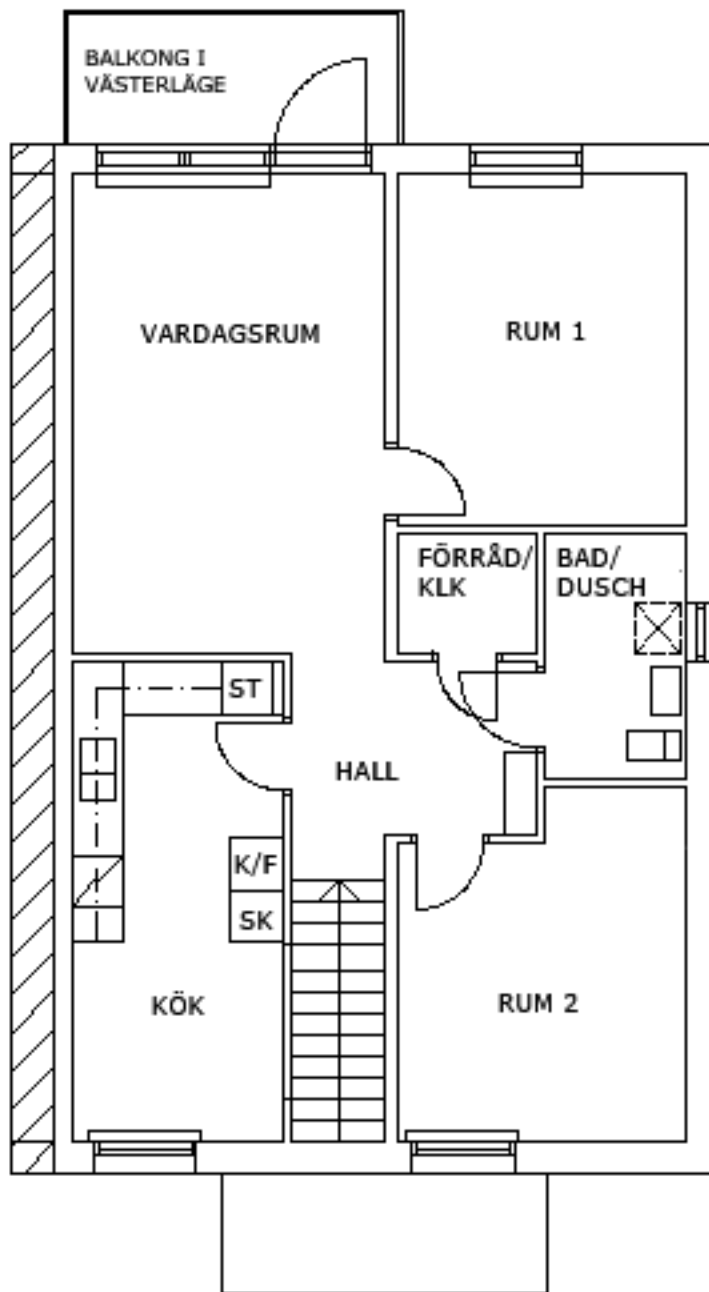 BALKONG I
VÄSTERLÄGE
VARDAGSRUM
RUM 1
FÖRRÅD/
KLK
BAD/
DUSCH
ST
HALL
K/F
SK
KÖK
RUM 2